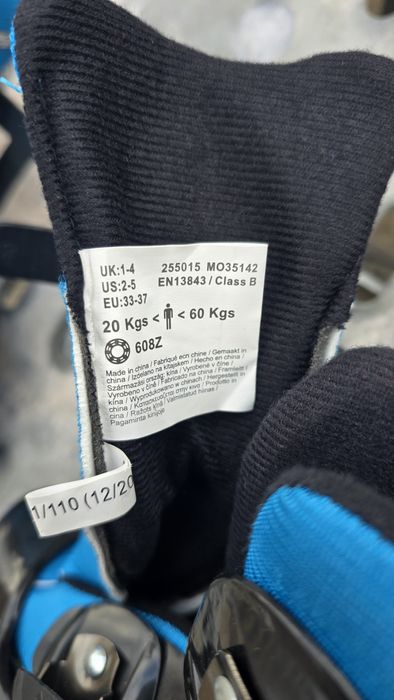 UK:1-4 255015 MO35142
US:2-5 EN13843 / Class B
EU:33-37
20 Kgs < < 60 Kgs
608Z
Made in china / Fabriqué ecn chine / Gemaakt in
china / Izdelano na kitajskem / Hecho en china /
Származási ország: kína / Vyrobené v číne /
Vyrobeno v číně / Fabricado na china / Framleitt í
kína / Wyprodukowano w chinach / Hergestellt in
china / Κατασκευάζεται στην κίνα / Prodotto in
china / Ražots ķīnā / Valmistatud hiinas /
Pagaminta kinijoje
1/110 (12/20